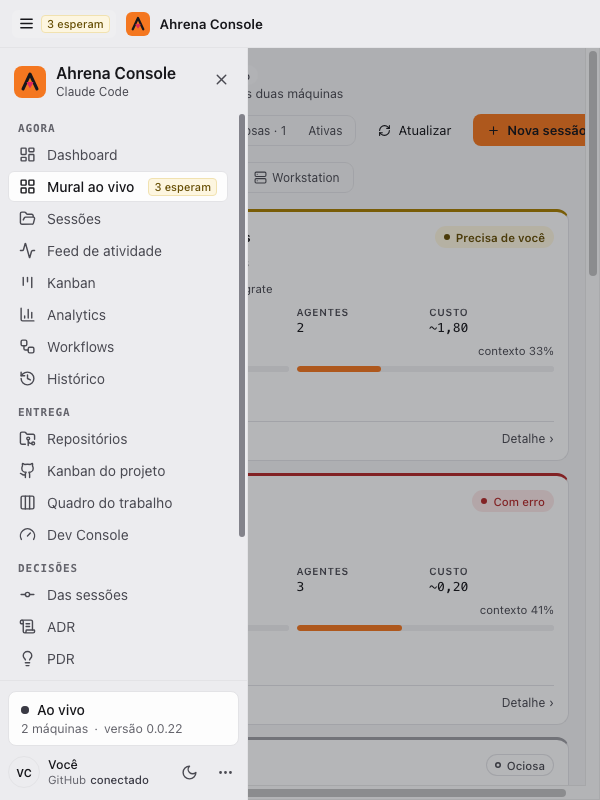 3 esperam
Ahrena Console
Ahrena Console
Claude Code
AGORA
Dashboard
Mural ao vivo
3 esperam
Sessões
Feed de atividade
Kanban
Analytics
Workflows
Histórico
ENTREGA
Repositórios
Kanban do projeto
Quadro do trabalho
Dev Console
DECISÕES
Das sessões
ADR
PDR
Ao vivo
2 máquinas · versão 0.0.22
VC
Você
GitHub conectado
duas máquinas
· 1
Ativas
Atualizar
+ Nova sessão
Workstation
Precisa de você
AGENTES
CUSTO
2
~1,80
contexto 33%
Detalhe ›
Com erro
AGENTES
CUSTO
3
~0,20
contexto 41%
Detalhe ›
Ociosa